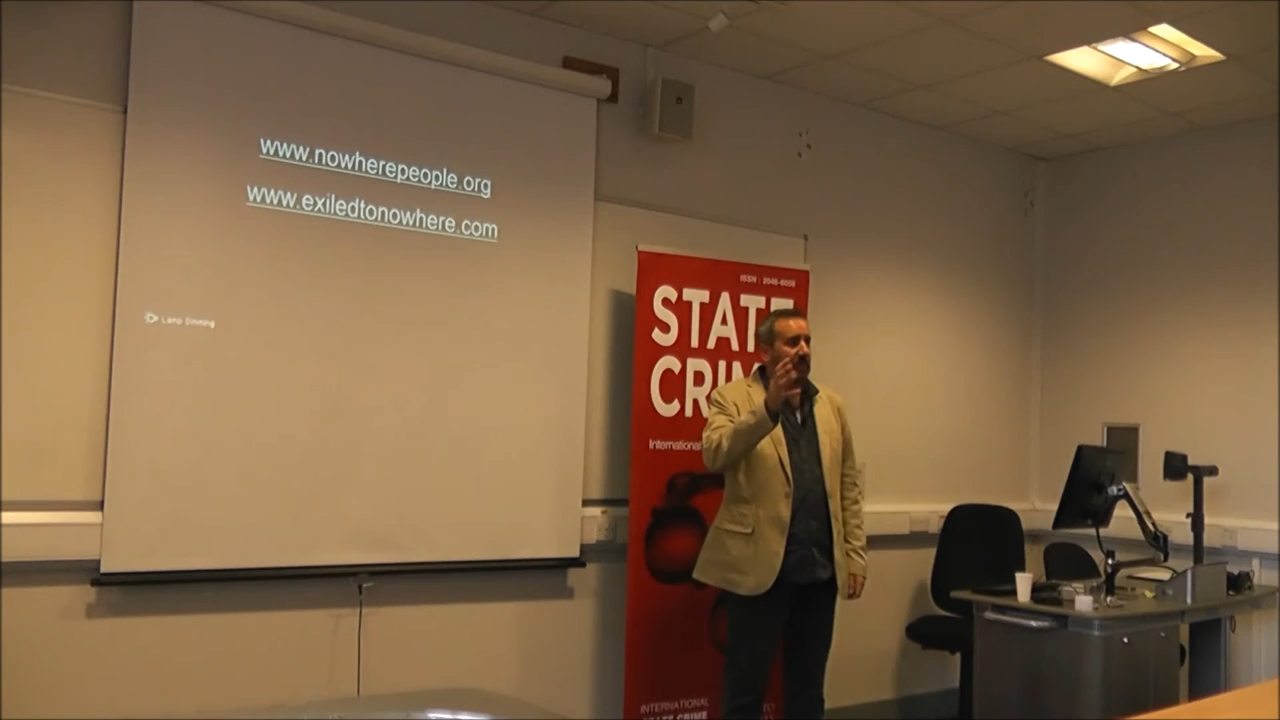 www.nowherepeople.org
www.exiledtonowhere.com
Lamp Dimming
ISSN : 2046-6056
STATE
CRIM
International
INTERNATIONAL
STATE CRIME